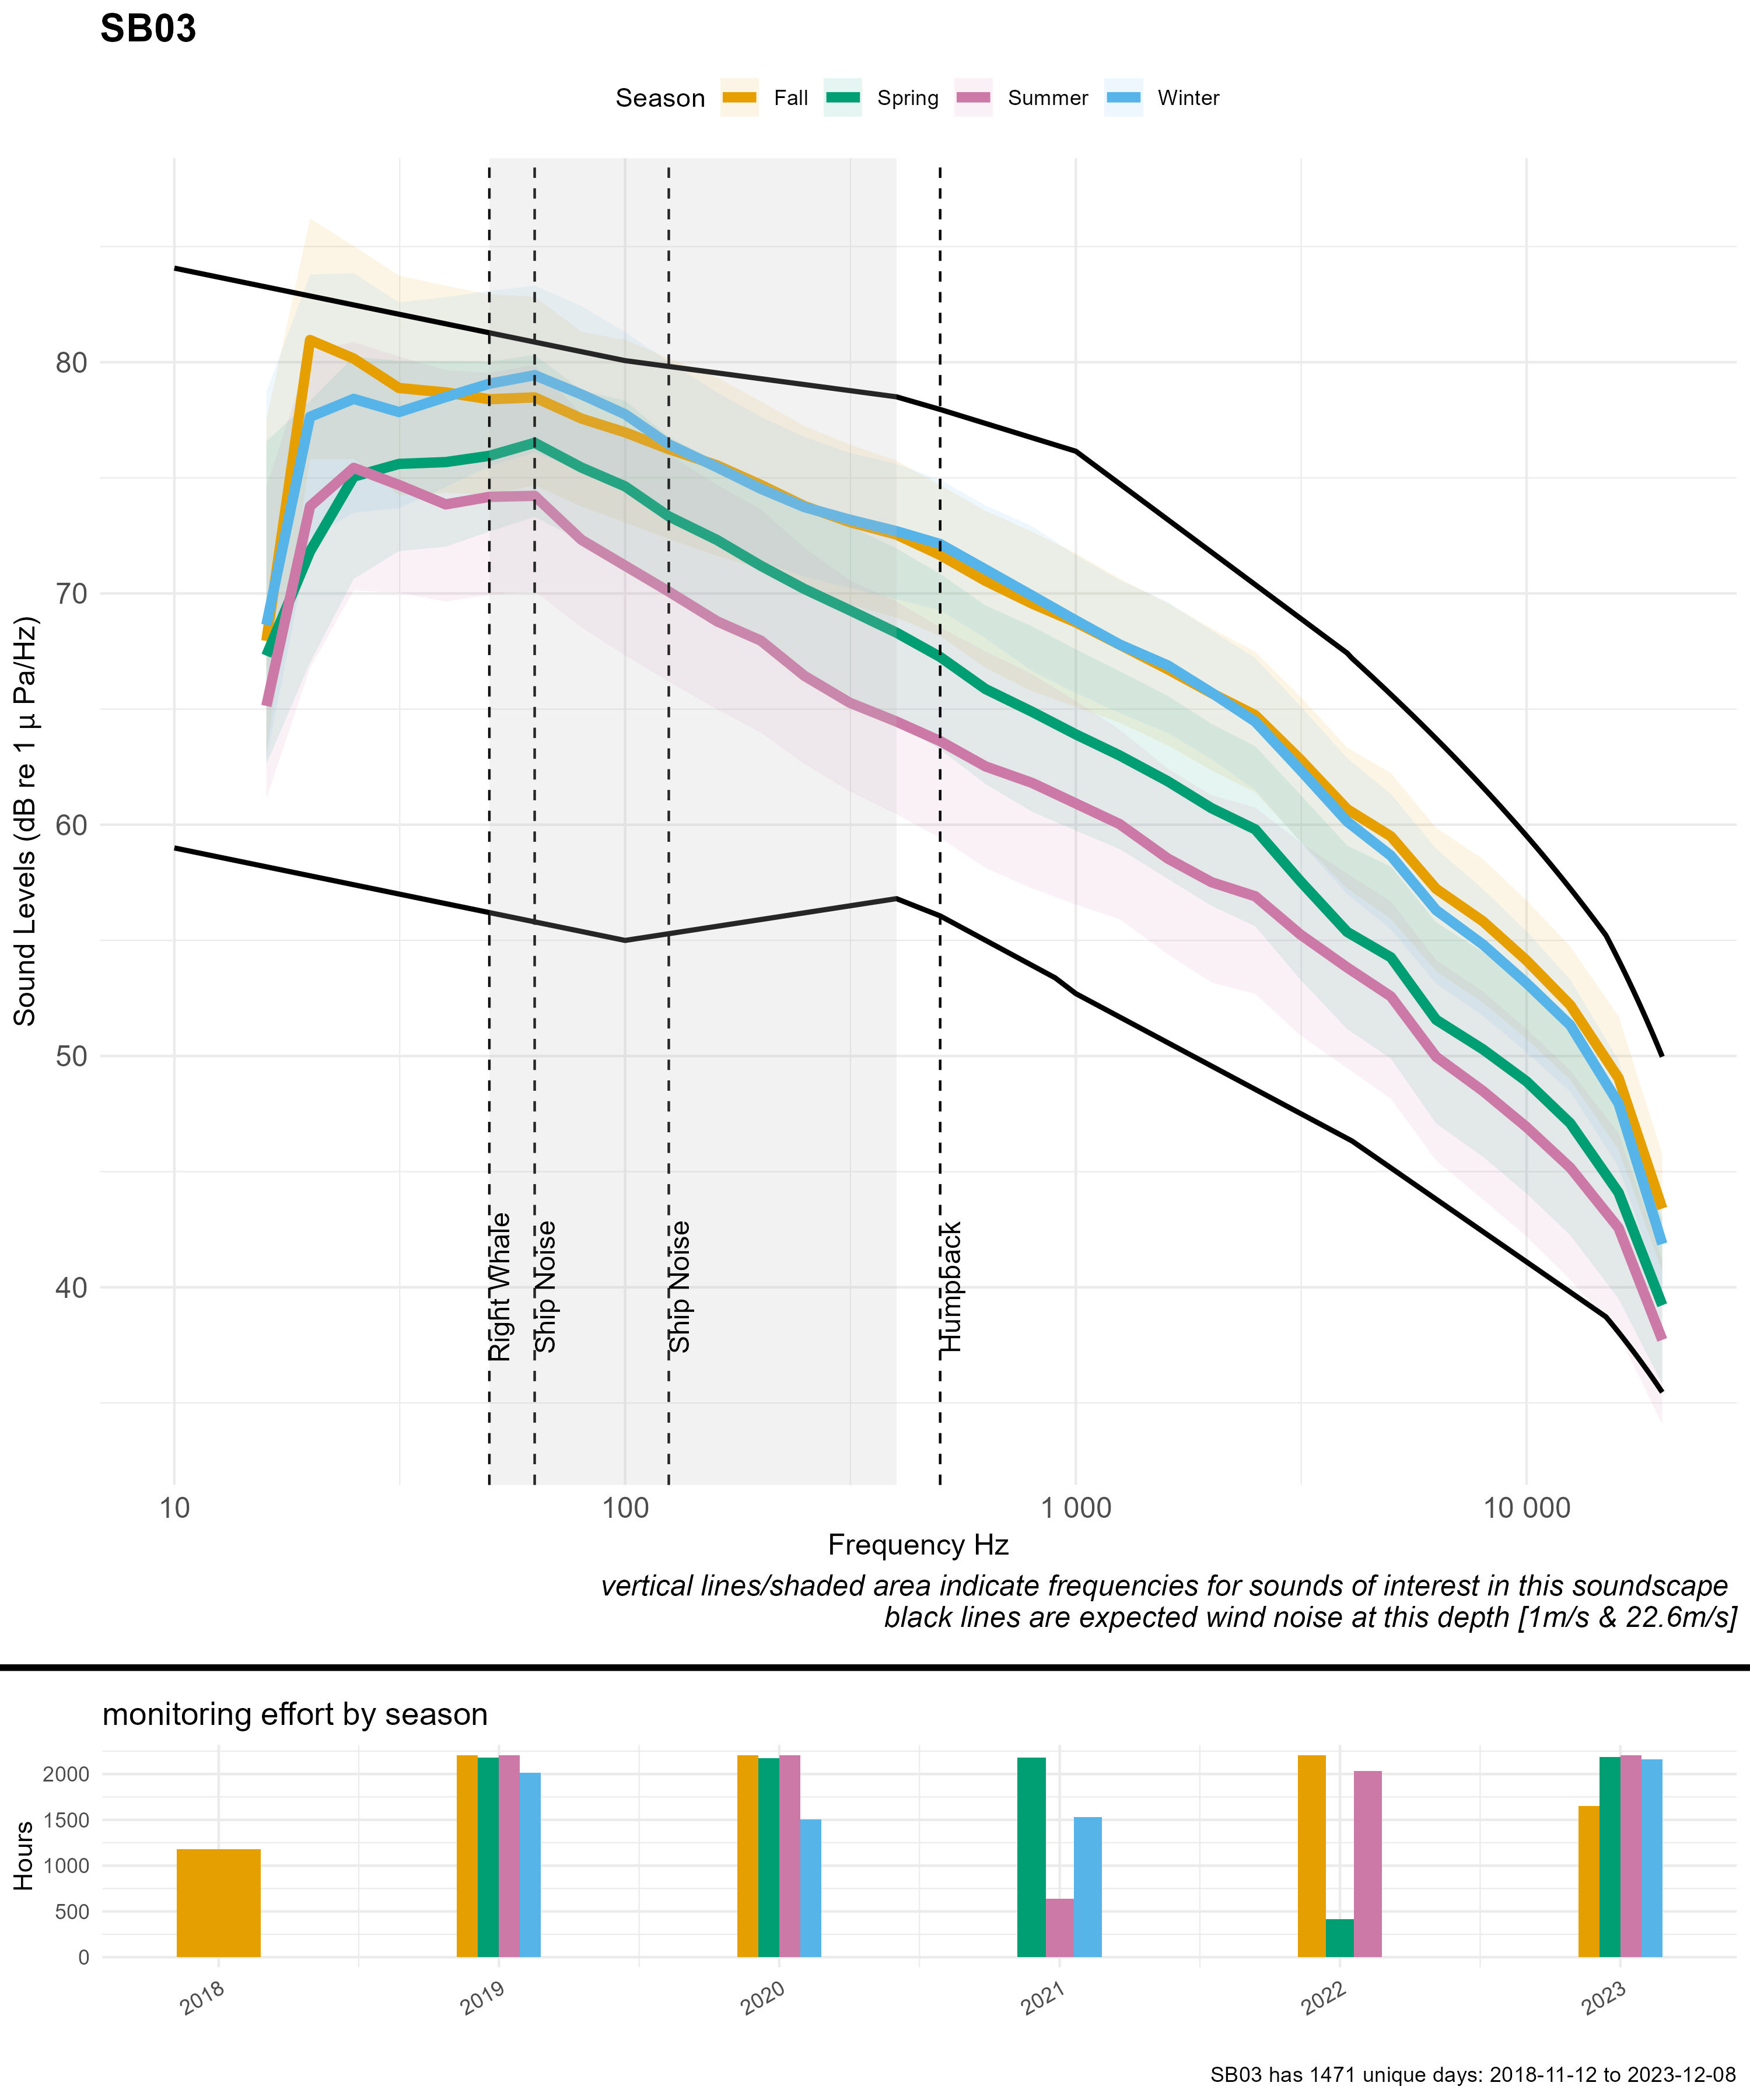 SB03
Season Fall Spring Summer Winter
Sound Levels (dB re 1 µ Pa/Hz)
80
70
60
50
40
Right Whale
Ship Noise
Ship Noise
Humpback
10 100 1 000 10 000
Frequency Hz
vertical lines/shaded area indicate frequencies for sounds of interest in this soundscape
black lines are expected wind noise at this depth [1m/s & 22.6m/s]
monitoring effort by season
Hours
2000
1500
1000
500
0
2018 2019 2020 2021 2022 2023
SB03 has 1471 unique days: 2018-11-12 to 2023-12-08